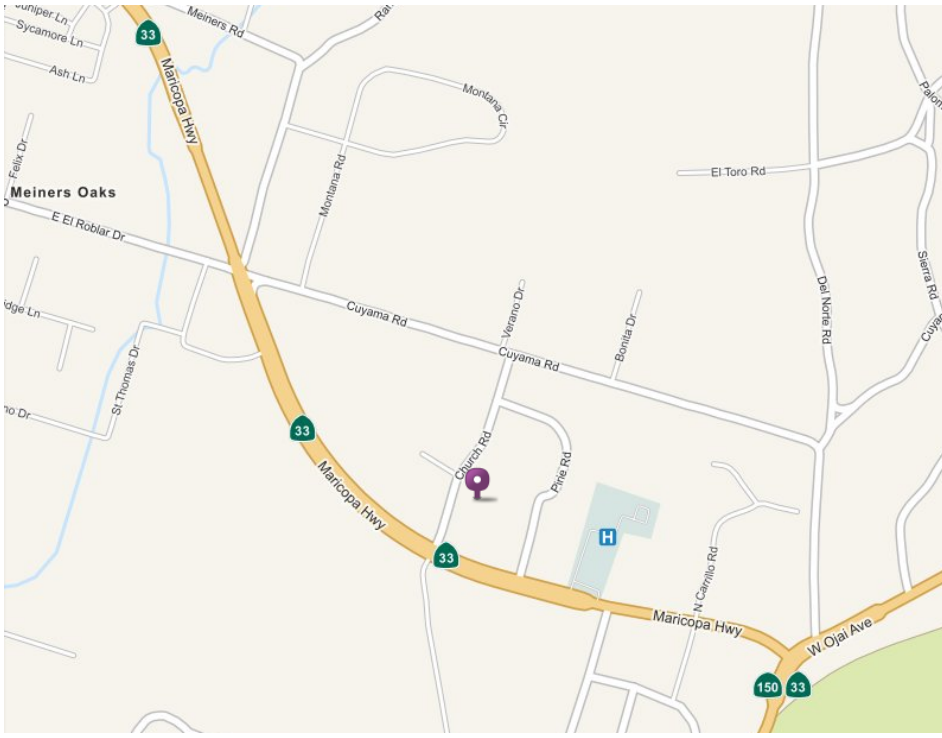 Juniper Ln
Sycamore Ln
Ash Ln
33
Maricopa Hwy
Meiners Rd
Montana Cir
Montana Rd
El Toro Rd
Felix Dr
Meiners Oaks
E El Roblar Dr
Del Norte Rd
Sierra Rd
Verano Dr
Bonita Dr
Cuyama Rd
Cuyama Rd
St Thomas Dr
33
Maricopa Hwy
Church Rd
Pirie Rd
H
33
N Carrillo Rd
Maricopa Hwy
W Ojai Ave
150
33